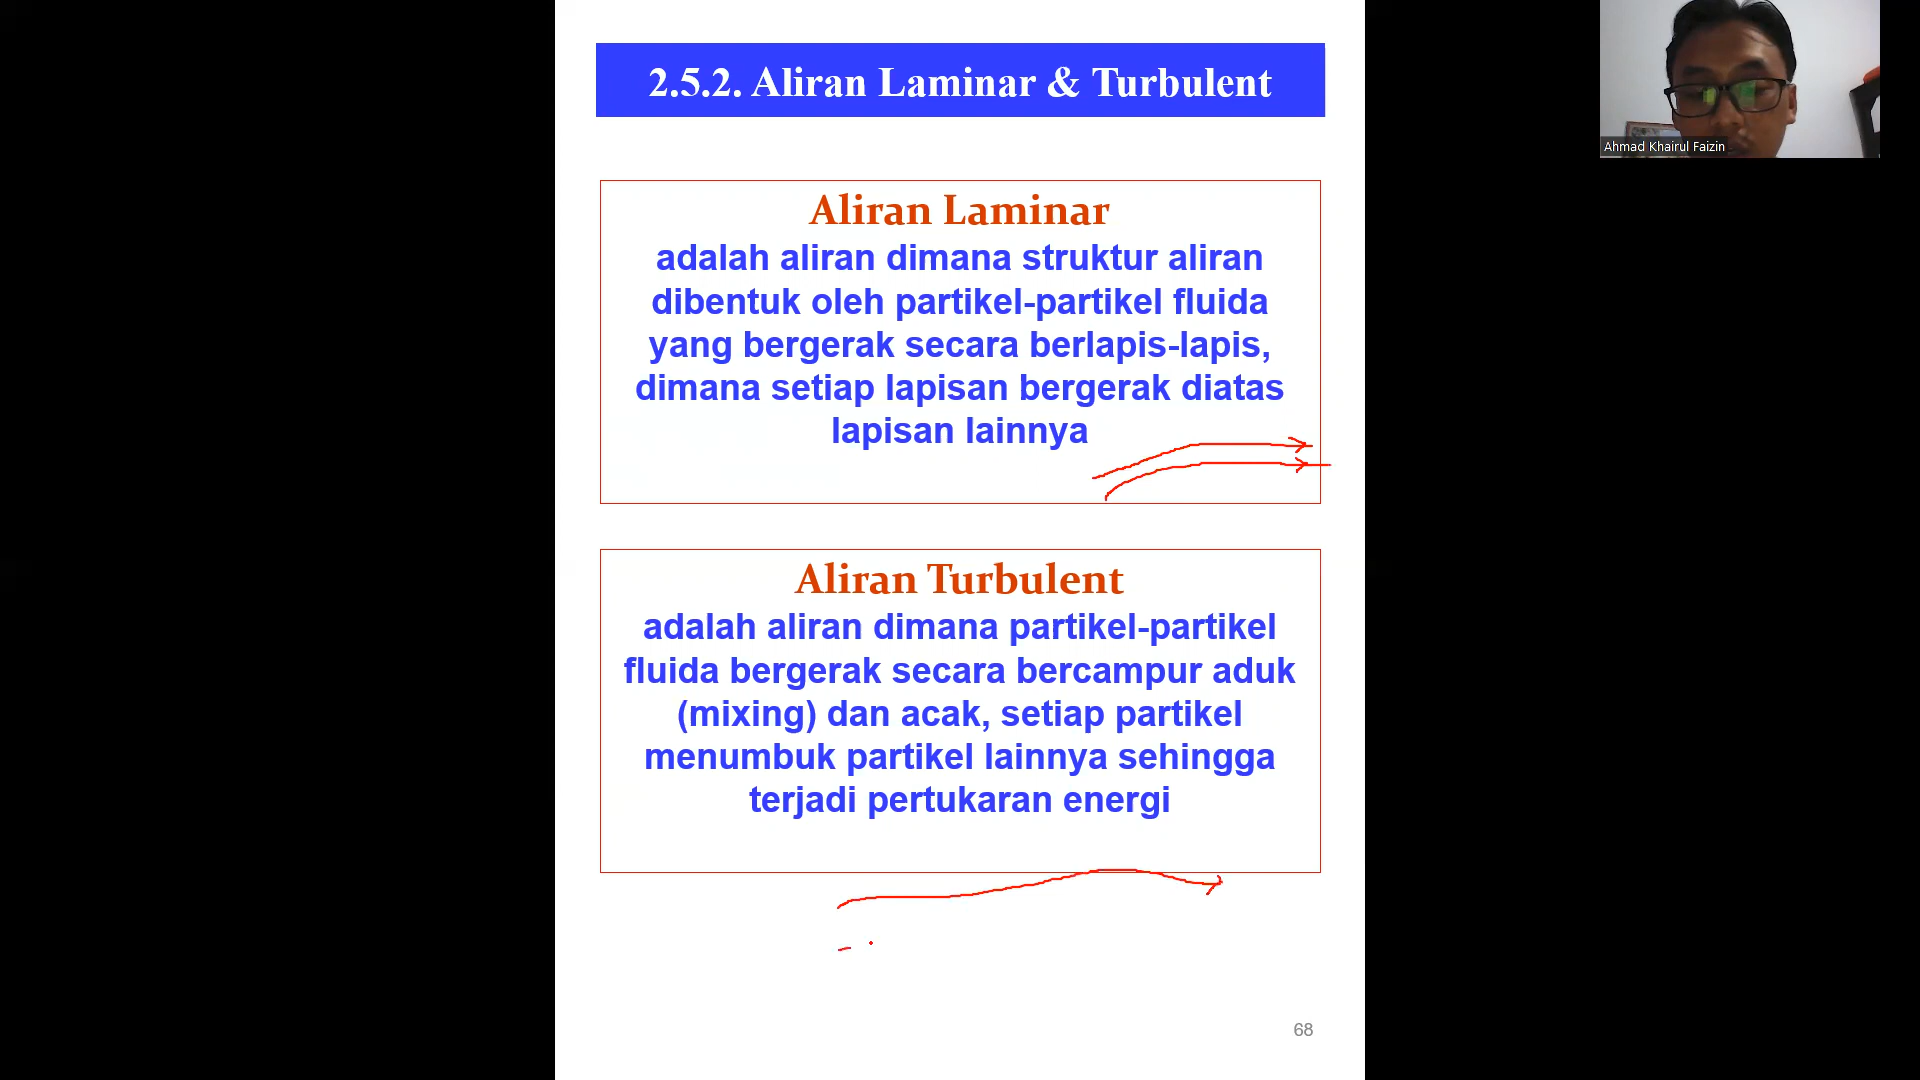 2.5.2. Aliran Laminar & Turbulent
Ahmad Khairul Faizin
Aliran Laminar
adalah aliran dimana struktur aliran
dibentuk oleh partikel-partikel fluida
yang bergerak secara berlapis-lapis,
dimana setiap lapisan bergerak diatas
lapisan lainnya
Aliran Turbulent
adalah aliran dimana partikel-partikel
fluida bergerak secara bercampur aduk
(mixing) dan acak, setiap partikel
menumbuk partikel lainnya sehingga
terjadi pertukaran energi
68